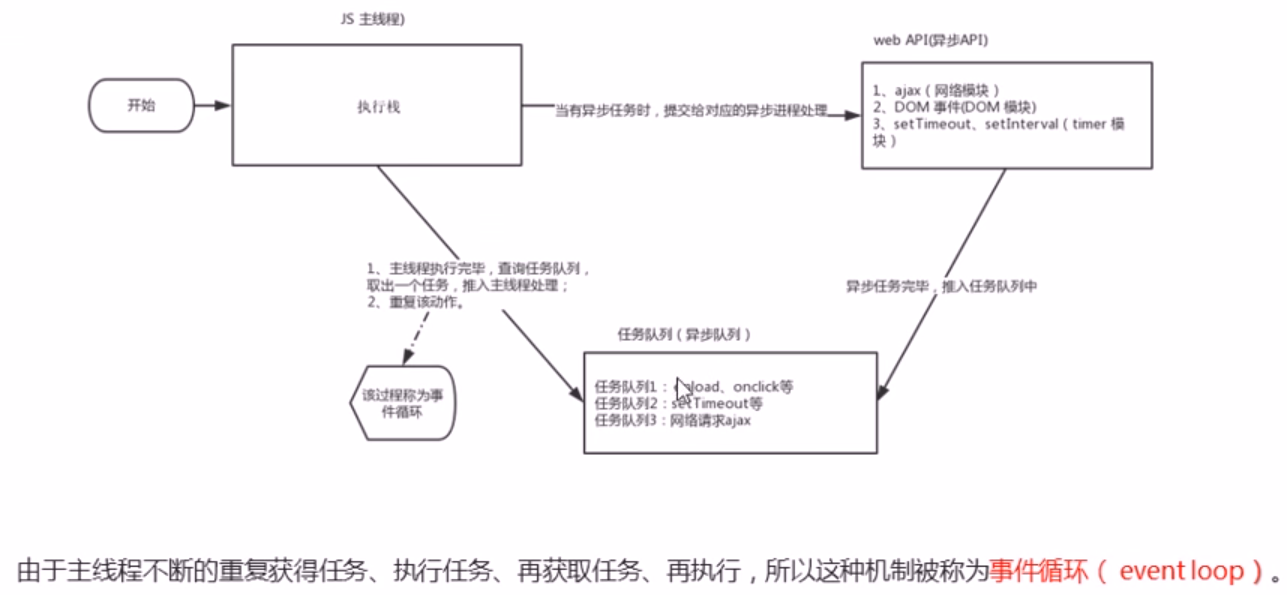 JS 主线程)
web API(异步API)
开始
执行栈
当有异步任务时，提交给对应的异步进程处理
1、ajax（网络模块）
2、DOM 事件(DOM 模块)
3、setTimeout、setInterval（timer 模
块）
1、主线程执行完毕，查询任务队列，
取出一个任务，推入主线程处理；
2、重复该动作。
异步任务完毕，推入任务队列中
任务队列（异步队列）
该过程称为事
件循环
任务队列1：onload、onclick等
任务队列2：setTimeout等
任务队列3：网络请求ajax
由于主线程不断的重复获得任务、执行任务、再获取任务、再执行，所以这种机制被称为事件循环（ event loop）。